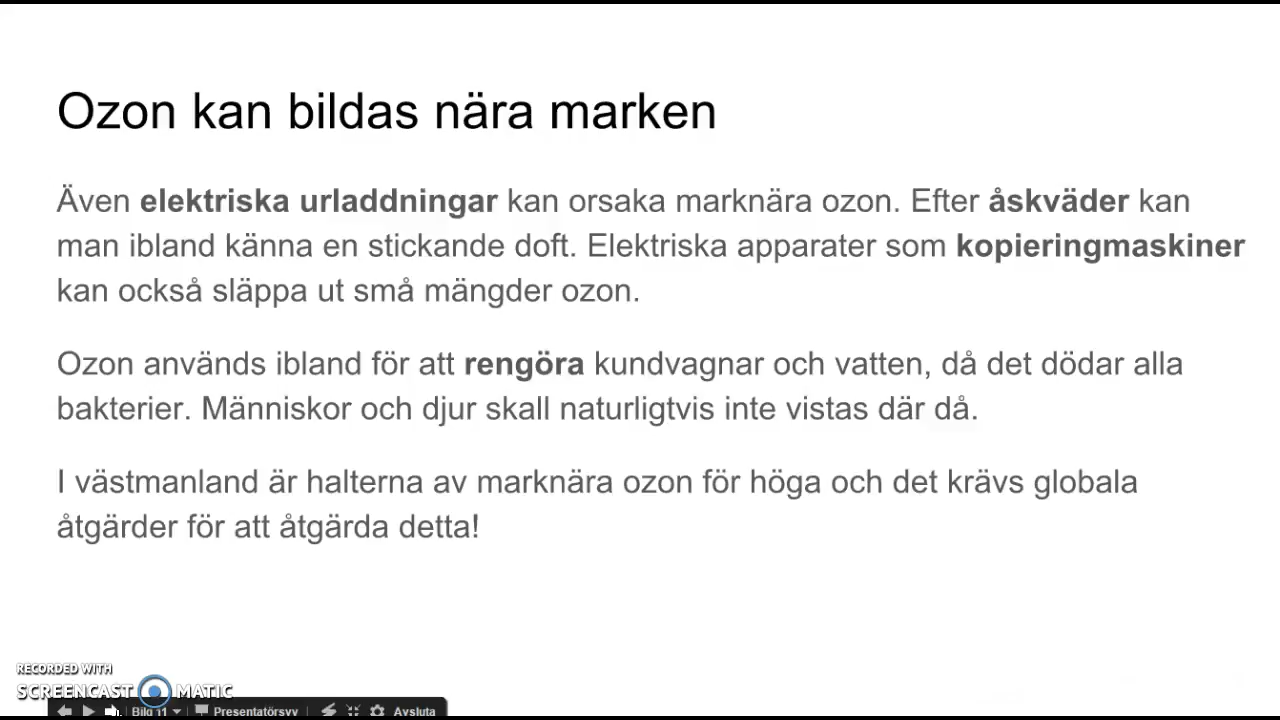 Ozon kan bildas nära marken
Även elektriska urladdningar kan orsaka marknära ozon. Efter åskväder kan
man ibland känna en stickande doft. Elektriska apparater som kopieringmaskiner
kan också släppa ut små mängder ozon.
Ozon används ibland för att rengöra kundvagnar och vatten, då det dödar alla
bakterier. Människor och djur skall naturligtvis inte vistas där då.
I västmanland är halterna av marknära ozon för höga och det krävs globala
åtgärder för att åtgärda detta!
RECORDED WITH
SCREENCAST MATIC
Bild 11 Presentatörsvy Avsluta